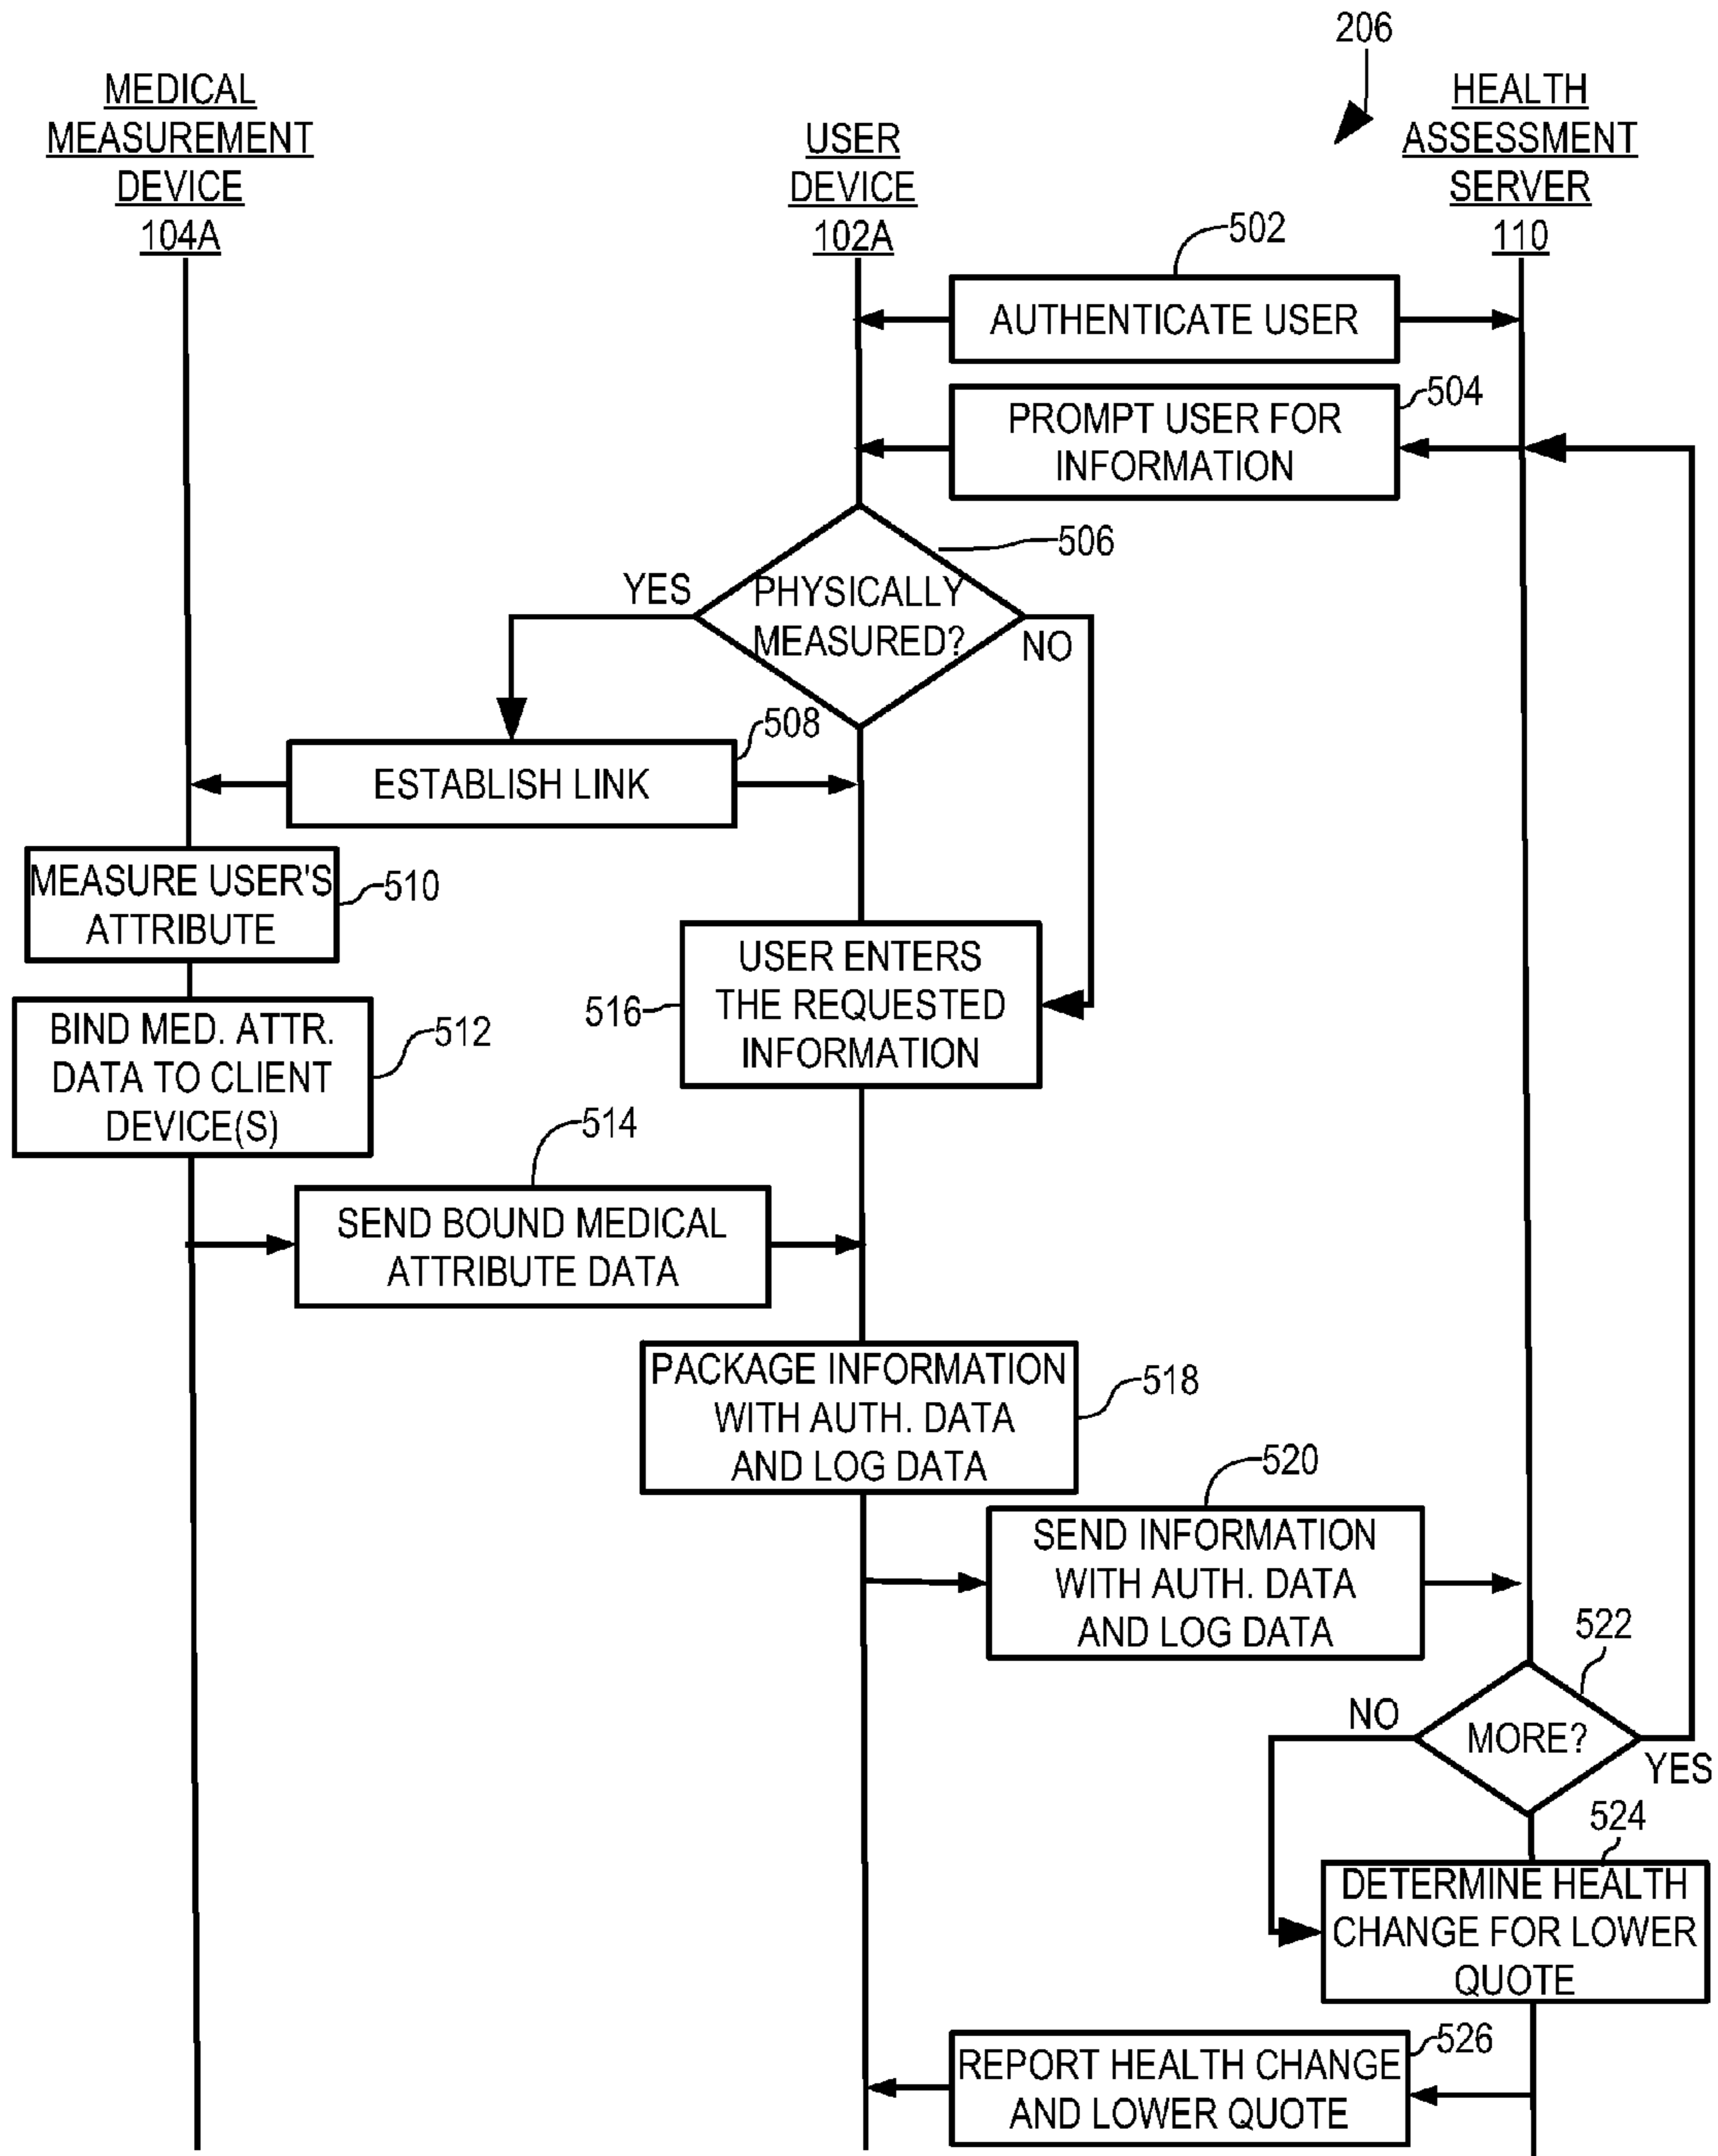 206
MEDICAL
MEASUREMENT
DEVICE
104A
USER
DEVICE
102A
HEALTH
ASSESSMENT
SERVER
110
502
AUTHENTICATE USER
504
PROMPT USER FOR
INFORMATION
506
YES
PHYSICALLY
MEASURED?
NO
508
ESTABLISH LINK
MEASURE USER'S
ATTRIBUTE
510
USER ENTERS
THE REQUESTED
INFORMATION
516
BIND MED. ATTR.
DATA TO CLIENT
DEVICE(S)
512
514
SEND BOUND MEDICAL
ATTRIBUTE DATA
PACKAGE INFORMATION
WITH AUTH. DATA
AND LOG DATA
518
520
SEND INFORMATION
WITH AUTH. DATA
AND LOG DATA
522
NO
MORE?
YES
524
DETERMINE HEALTH
CHANGE FOR LOWER
QUOTE
526
REPORT HEALTH CHANGE
AND LOWER QUOTE